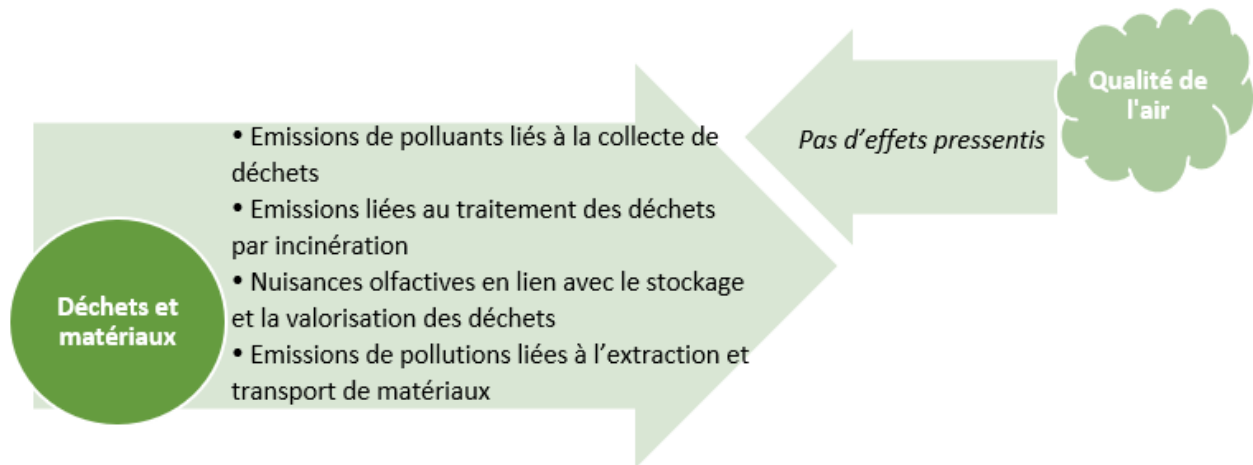 • Emissions de polluants liés à la collecte de
déchets
• Emissions liées au traitement des déchets
par incinération
• Nuisances olfactives en lien avec le stockage
et la valorisation des déchets
• Emissions de pollutions liées à l'extraction et
transport de matériaux
Déchets et
matériaux
Pas d'effets pressentis
Qualité de
l'air